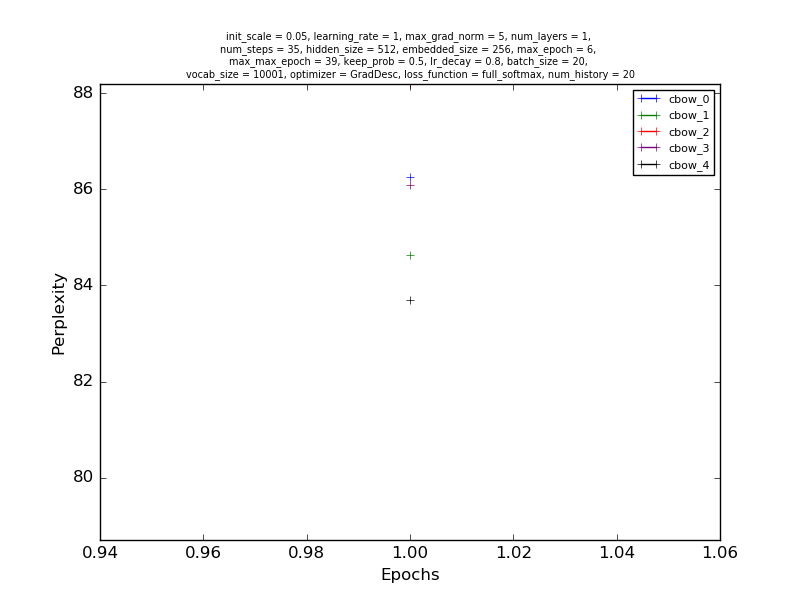 init_scale = 0.05, learning_rate = 1, max_grad_norm = 5, num_layers = 1,
num_steps = 35, hidden_size = 512, embedded_size = 256, max_epoch = 6,
max_max_epoch = 39, keep_prob = 0.5, lr_decay = 0.8, batch_size = 20,
vocab_size = 10001, optimizer = GradDesc, loss_function = full_softmax, num_history = 20
88
86
84
82
80
Perplexity
cbow_0
cbow_1
cbow_2
cbow_3
cbow_4
0.94 0.96 0.98 1.00 1.02 1.04 1.06
Epochs